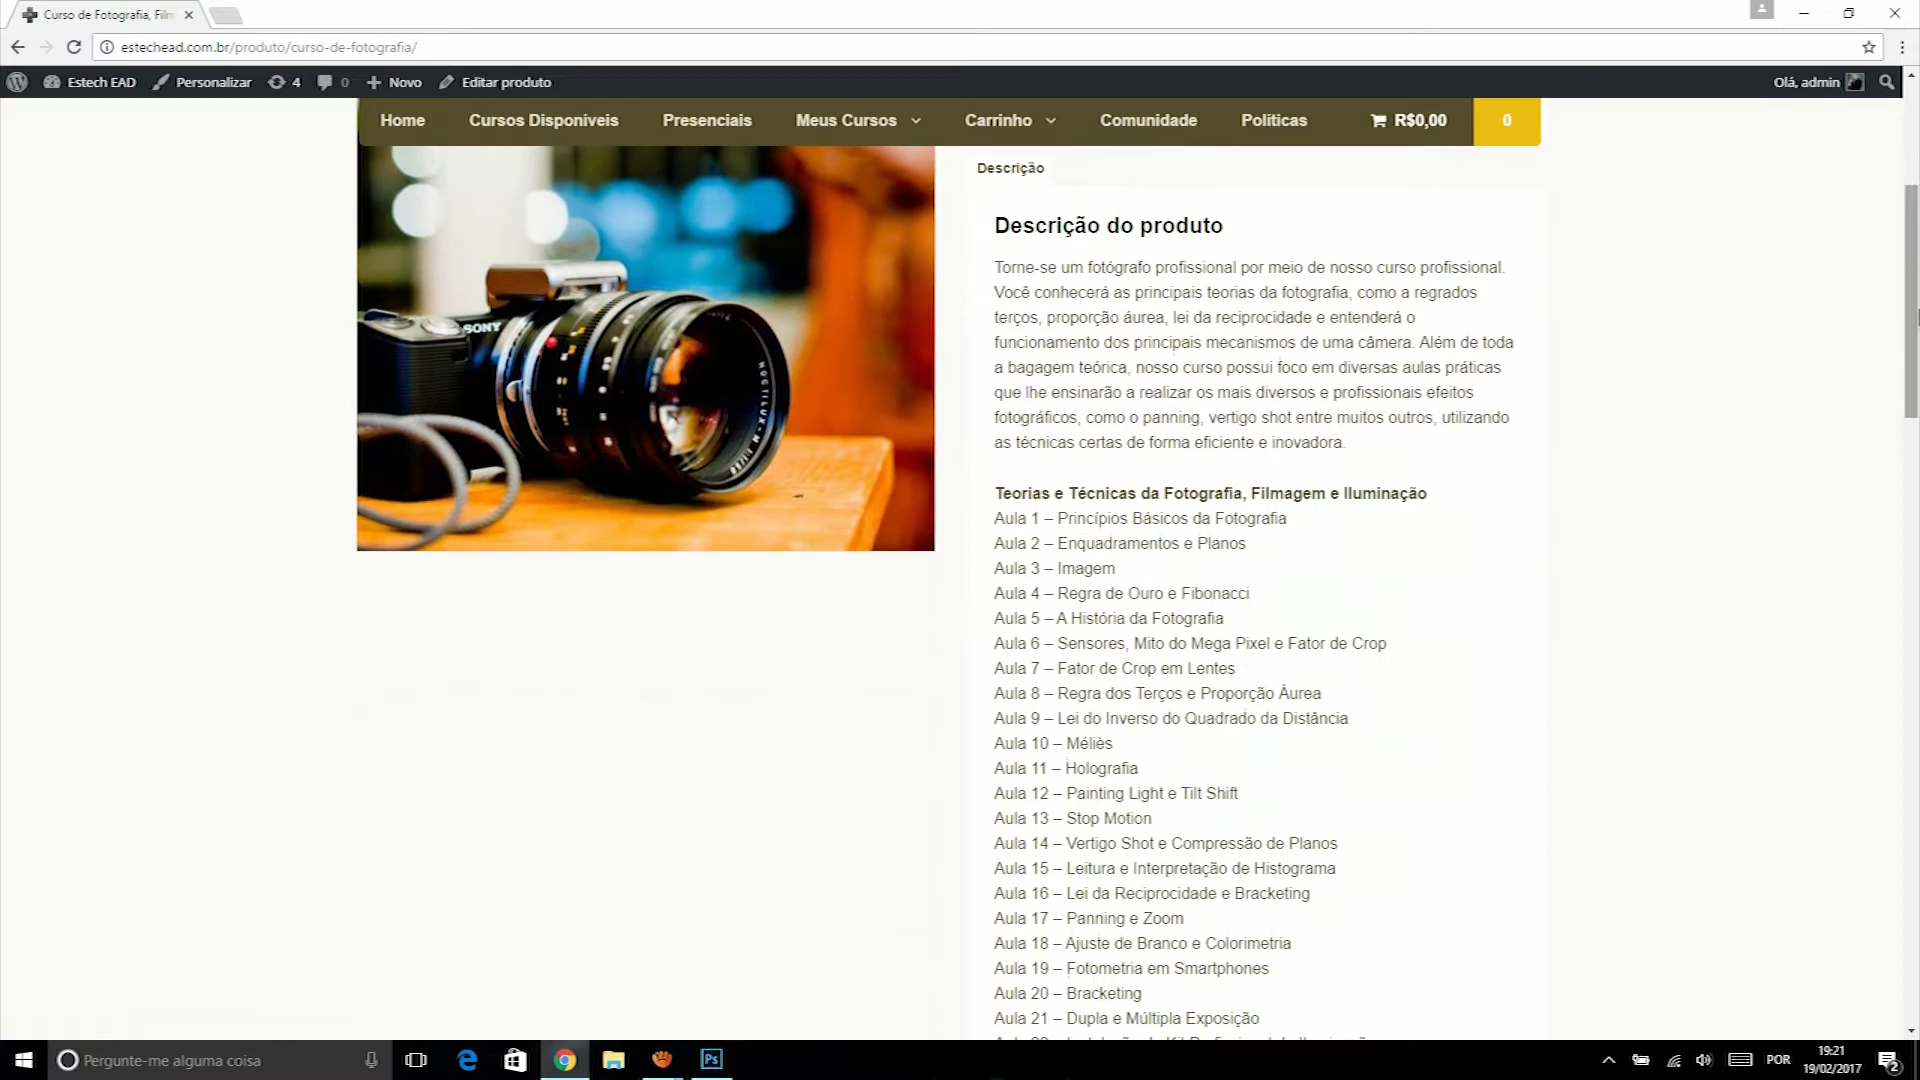 Curso de Fotografia, Film
estechead.com.br/produto/curso-de-fotografia/
Estech EAD Personalizar 4 0 Novo Editar produto Olá, admin
Home Cursos Disponíveis Presenciais Meus Cursos Carrinho Comunidade Políticas R$0,00 0
SONY
NOCTILUX-M
Descrição
Descrição do produto
Torne-se um fotógrafo profissional por meio de nosso curso profissional.
Você conhecerá as principais teorias da fotografia, como a regrados
terços, proporção áurea, lei da reciprocidade e entenderá o
funcionamento dos principais mecanismos de uma câmera. Além de toda
a bagagem teórica, nosso curso possui foco em diversas aulas práticas
que lhe ensinarão a realizar os mais diversos e profissionais efeitos
fotográficos, como o panning, vertigo shot entre muitos outros, utilizando
as técnicas certas de forma eficiente e inovadora.
Teorias e Técnicas da Fotografia, Filmagem e Iluminação
Aula 1 – Princípios Básicos da Fotografia
Aula 2 – Enquadramentos e Planos
Aula 3 – Imagem
Aula 4 – Regra de Ouro e Fibonacci
Aula 5 – A História da Fotografia
Aula 6 – Sensores, Mito do Mega Pixel e Fator de Crop
Aula 7 – Fator de Crop em Lentes
Aula 8 – Regra dos Terços e Proporção Áurea
Aula 9 – Lei do Inverso do Quadrado da Distância
Aula 10 – Méliès
Aula 11 – Holografia
Aula 12 – Painting Light e Tilt Shift
Aula 13 – Stop Motion
Aula 14 – Vertigo Shot e Compressão de Planos
Aula 15 – Leitura e Interpretação de Histograma
Aula 16 – Lei da Reciprocidade e Bracketing
Aula 17 – Panning e Zoom
Aula 18 – Ajuste de Branco e Colorimetria
Aula 19 – Fotometria em Smartphones
Aula 20 – Bracketing
Aula 21 – Dupla e Múltipla Exposição
Pergunte-me alguma coisa
Ps
POR
19:21
19/02/2017
2